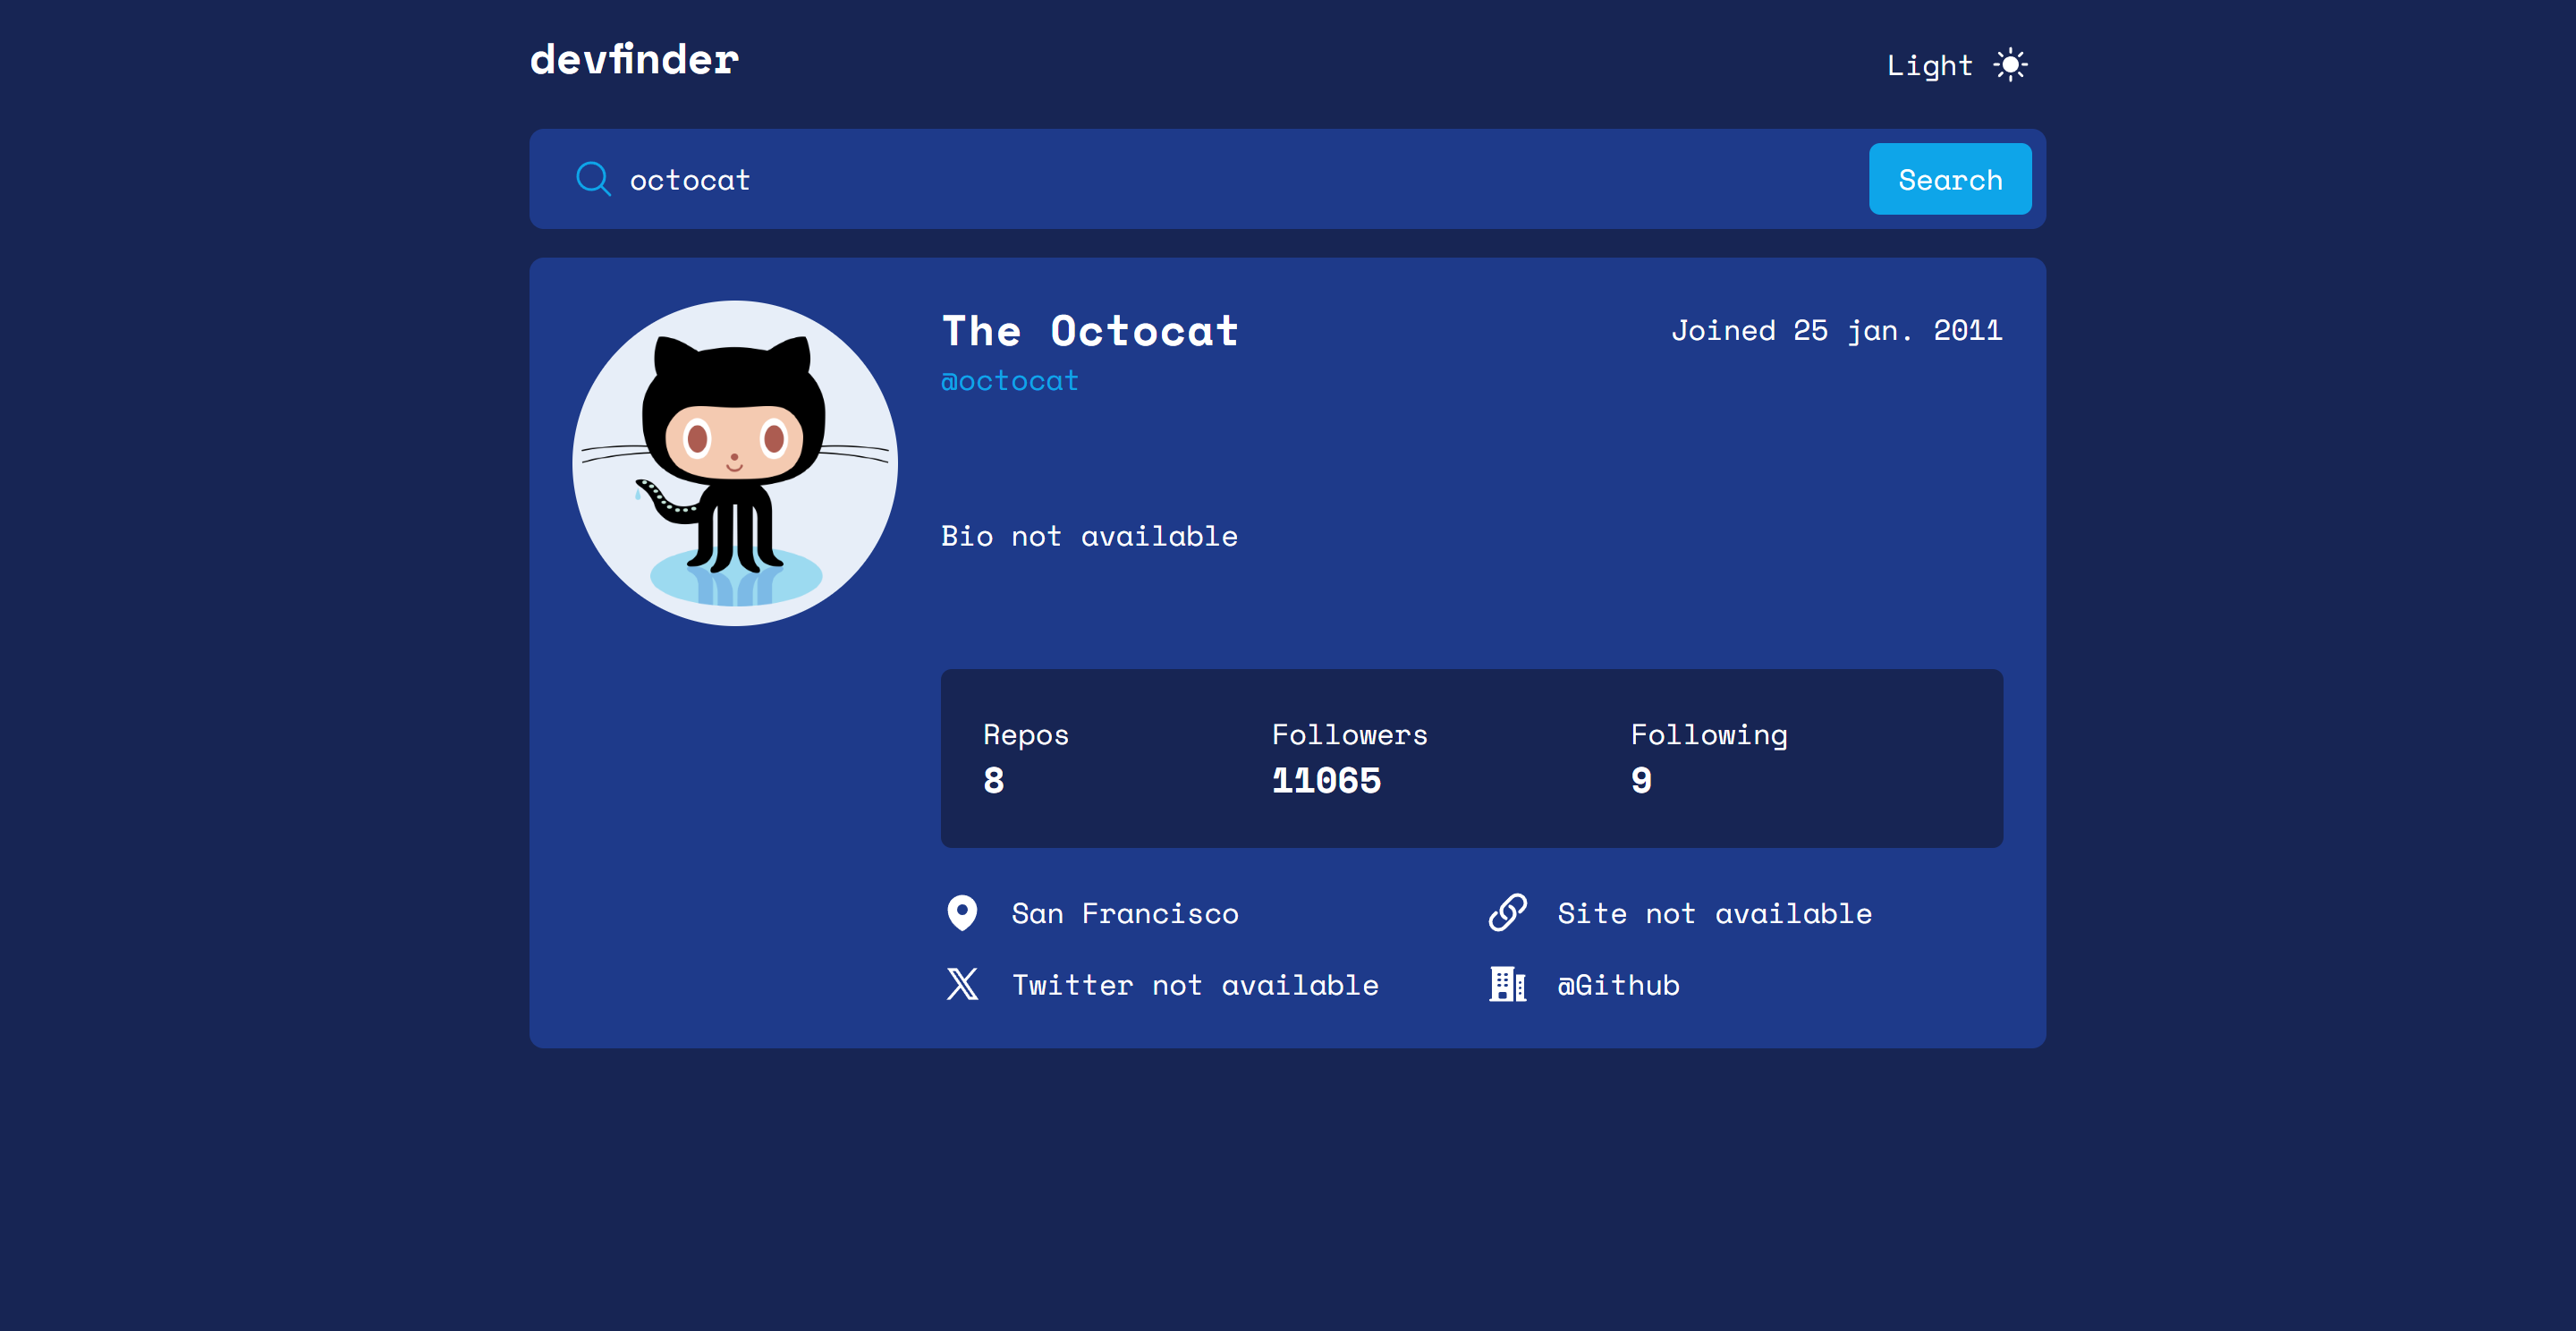 devfinder
Light
octocat
Search
The Octocat
Joined 25 jan. 2011
@octocat
Bio not available
Repos Followers Following
8 11065 9
San Francisco
Site not available
Twitter not available
@Github